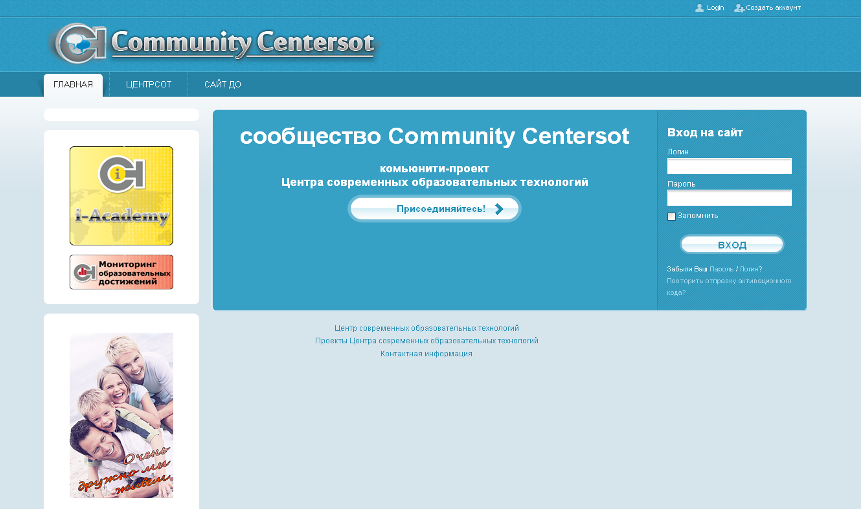 Login
Создать аккаунт
Community Centersot
ГЛАВНАЯ
ЦЕНТРСОТ
САЙТ ДО
i-Academy
Мониторинг
образовательных
достижений
Очень
дружно мы
живем
сообщество Community Centersot
комьюнити-проект
Центра современных образовательных технологий
Присоединяйтесь!
Вход на сайт
Логин
Пароль
Запомнить
ВХОД
Забыли Ваш Пароль / Логин?
Повторить отправку активационного
кода?
Центр современных образовательных технологий
Проекты Центра современных образовательных технологий
Контактная информация